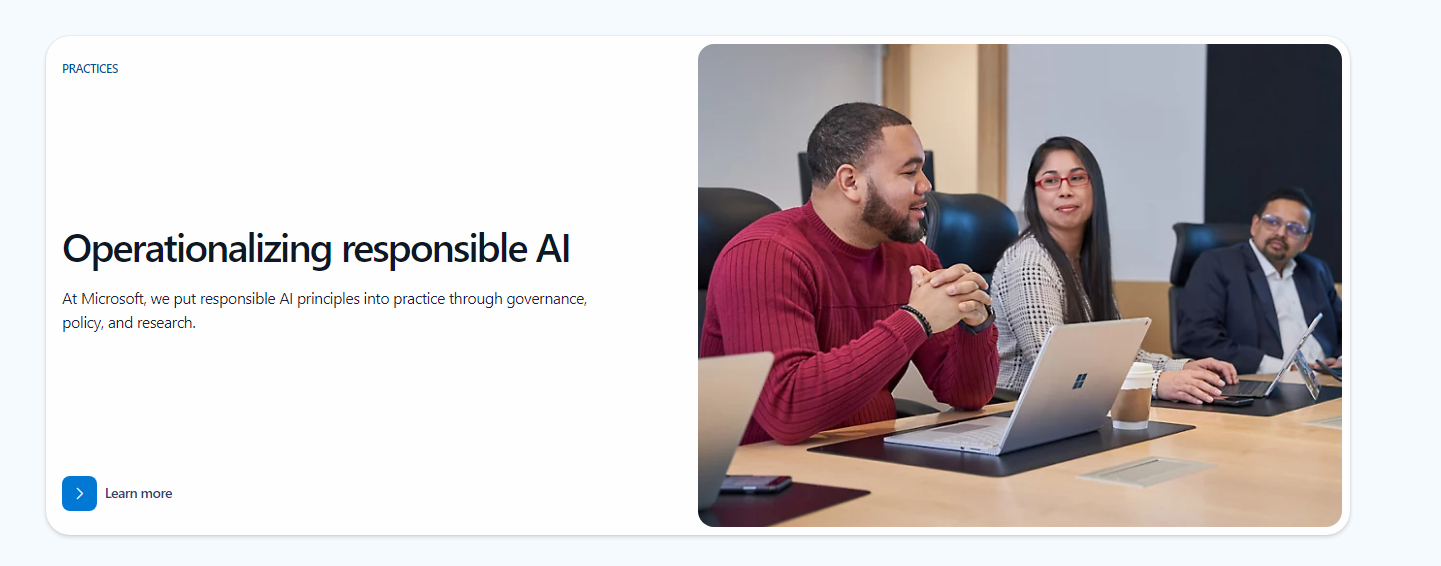 PRACTICES
Operationalizing responsible AI
At Microsoft, we put responsible AI principles into practice through governance,
policy, and research.
Learn more